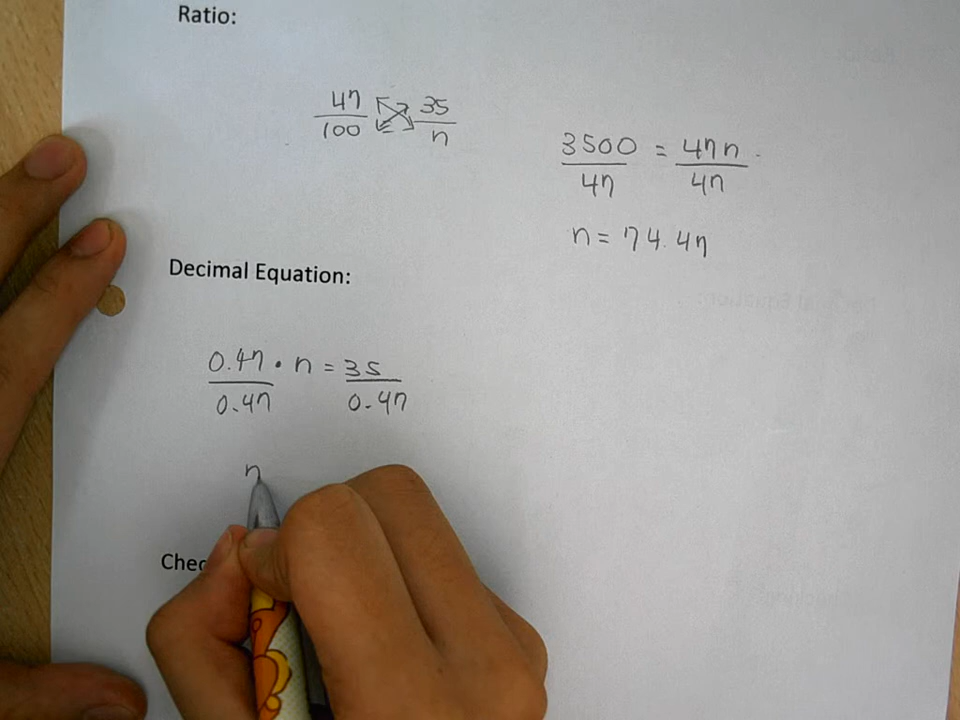 Ratio:
47 35
100 n
3500 = 47n
47 47
n = 74.47
Decimal Equation:
0.47 · n = 35
0.47 0.47
n
Chec